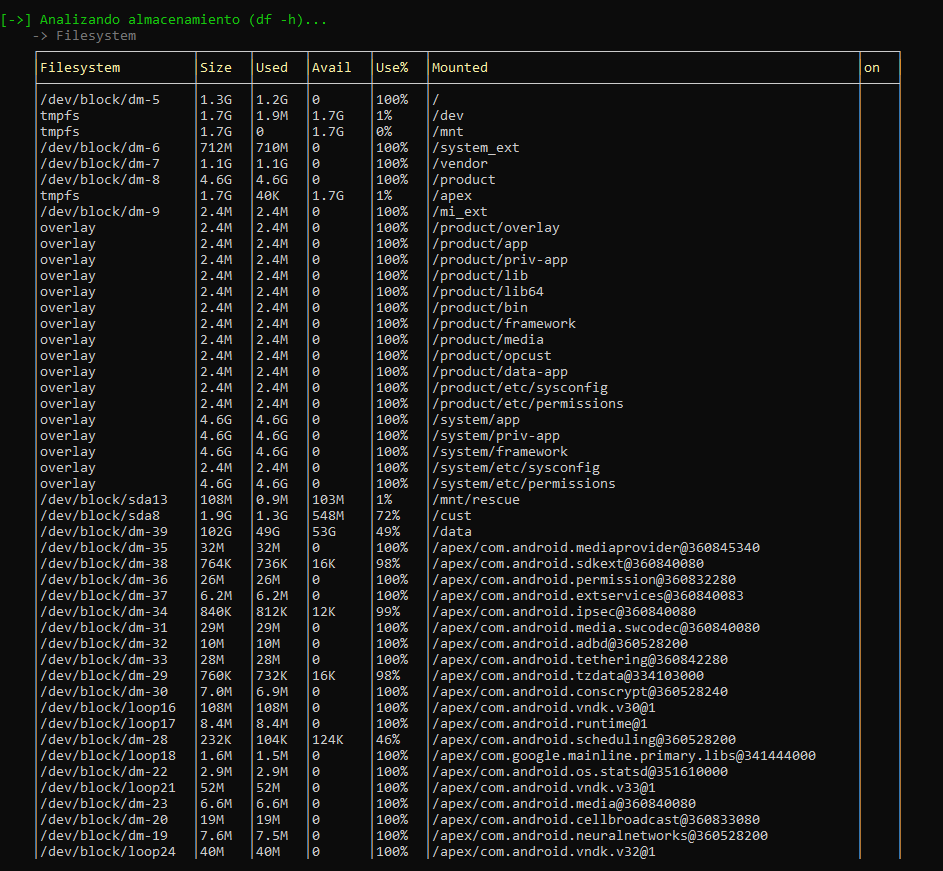 [->] Analizando almacenamiento (df -h)...
-> Filesystem
Filesystem Size Used Avail Use% Mounted on
/dev/block/dm-5 1.3G 1.2G 0 100% /
tmpfs 1.7G 1.9M 1.7G 1% /dev
tmpfs 1.7G 0 1.7G 0% /mnt
/dev/block/dm-6 712M 710M 0 100% /system_ext
/dev/block/dm-7 1.1G 1.1G 0 100% /vendor
/dev/block/dm-8 4.6G 4.6G 0 100% /product
tmpfs 1.7G 40K 1.7G 1% /apex
/dev/block/dm-9 2.4M 2.4M 0 100% /mi_ext
overlay 2.4M 2.4M 0 100% /product/overlay
overlay 2.4M 2.4M 0 100% /product/app
overlay 2.4M 2.4M 0 100% /product/priv-app
overlay 2.4M 2.4M 0 100% /product/lib
overlay 2.4M 2.4M 0 100% /product/lib64
overlay 2.4M 2.4M 0 100% /product/bin
overlay 2.4M 2.4M 0 100% /product/framework
overlay 2.4M 2.4M 0 100% /product/media
overlay 2.4M 2.4M 0 100% /product/opcust
overlay 2.4M 2.4M 0 100% /product/data-app
overlay 2.4M 2.4M 0 100% /product/etc/sysconfig
overlay 2.4M 2.4M 0 100% /product/etc/permissions
overlay 4.6G 4.6G 0 100% /system/app
overlay 4.6G 4.6G 0 100% /system/priv-app
overlay 4.6G 4.6G 0 100% /system/framework
overlay 2.4M 2.4M 0 100% /system/etc/sysconfig
overlay 4.6G 4.6G 0 100% /system/etc/permissions
/dev/block/sda13 108M 0.9M 103M 1% /mnt/rescue
/dev/block/sda8 1.9G 1.3G 548M 72% /cust
/dev/block/dm-39 102G 49G 53G 49% /data
/dev/block/dm-35 32M 32M 0 100% /apex/com.android.mediaprovider@360845340
/dev/block/dm-38 764K 736K 16K 98% /apex/com.android.sdkext@360840080
/dev/block/dm-36 26M 26M 0 100% /apex/com.android.permission@360832280
/dev/block/dm-37 6.2M 6.2M 0 100% /apex/com.android.extservices@360840083
/dev/block/dm-34 840K 812K 12K 99% /apex/com.android.ipsec@360840080
/dev/block/dm-31 29M 29M 0 100% /apex/com.android.media.swcodec@360840080
/dev/block/dm-32 10M 10M 0 100% /apex/com.android.adbd@360528200
/dev/block/dm-33 28M 28M 0 100% /apex/com.android.tethering@360842280
/dev/block/dm-29 760K 732K 16K 98% /apex/com.android.tzdata@334103000
/dev/block/dm-30 7.0M 6.9M 0 100% /apex/com.android.conscrypt@360528240
/dev/block/loop16 108M 108M 0 100% /apex/com.android.vndk.v30@1
/dev/block/loop17 8.4M 8.4M 0 100% /apex/com.android.runtime@1
/dev/block/dm-28 232K 104K 124K 46% /apex/com.android.scheduling@360528200
/dev/block/loop18 1.6M 1.5M 0 100% /apex/com.google.mainline.primary.libs@341444000
/dev/block/dm-22 2.9M 2.9M 0 100% /apex/com.android.os.statsd@351610000
/dev/block/loop21 52M 52M 0 100% /apex/com.android.vndk.v33@1
/dev/block/dm-23 6.6M 6.6M 0 100% /apex/com.android.media@360840080
/dev/block/dm-20 19M 19M 0 100% /apex/com.android.cellbroadcast@360833080
/dev/block/dm-19 7.6M 7.5M 0 100% /apex/com.android.neuralnetworks@360528200
/dev/block/loop24 40M 40M 0 100% /apex/com.android.vndk.v32@1